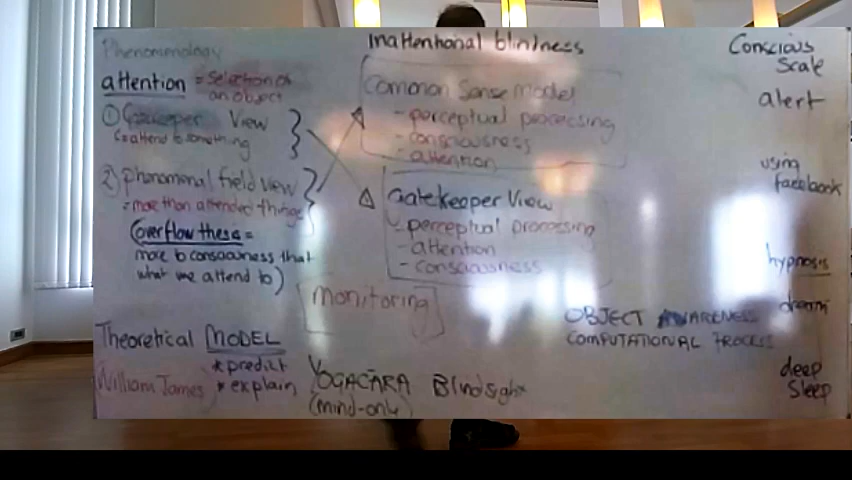 Phenomenology
attention = selection of
an object
① Gatekeeper View
(=attend to something
2) phenomenal field view
= more than attended things
(overflow thesis =
more to consciousness that
what we attend to)
Theoretical MODEL
* predict
* explain
William James
Inattentional blindness
Common Sense Model
- perceptual processing
- consciousness
- attention
Gatekeeper View
- perceptual processing
- attention
- consciousness
monitoring
YOGACĀRA
(mind-only)
Blindsight
OBJECT AWARENESS
COMPUTATIONAL PROCESS
Conscious
Scale
alert
using
facebook
hypnosis
dream
deep
sleep